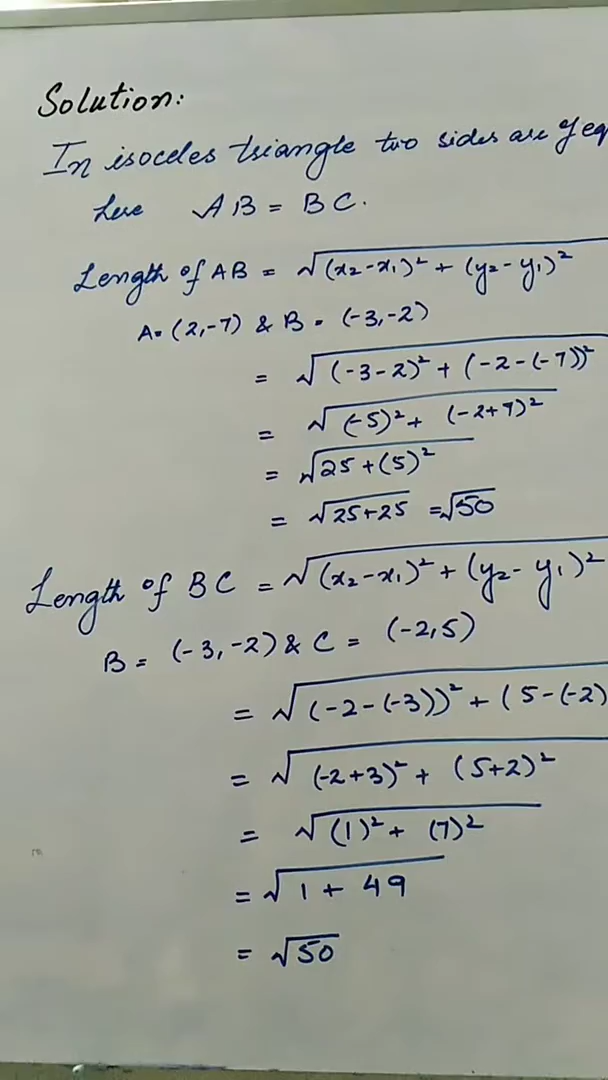 Solution:
In isoceles triangle two sides are
here AB = BC.
Length of AB = √(x₂-x₁)² + (y₂-y₁)²
A = (2,-7) & B = (-3,-2)
= √(-3-2)² + (-2-(-7))²
= √(-5)² + (-2+7)²
= √25+(5)²
= √25+25 = √50
Length of BC = √(x₂-x₁)² + (y₂-y₁)²
B = (-3,-2) & C = (-2,5)
= √(-2-(-3))² + (5-(-2)
= √(-2+3)² + (5+2)²
= √(1)² + (7)²
= √1 + 49
= √50